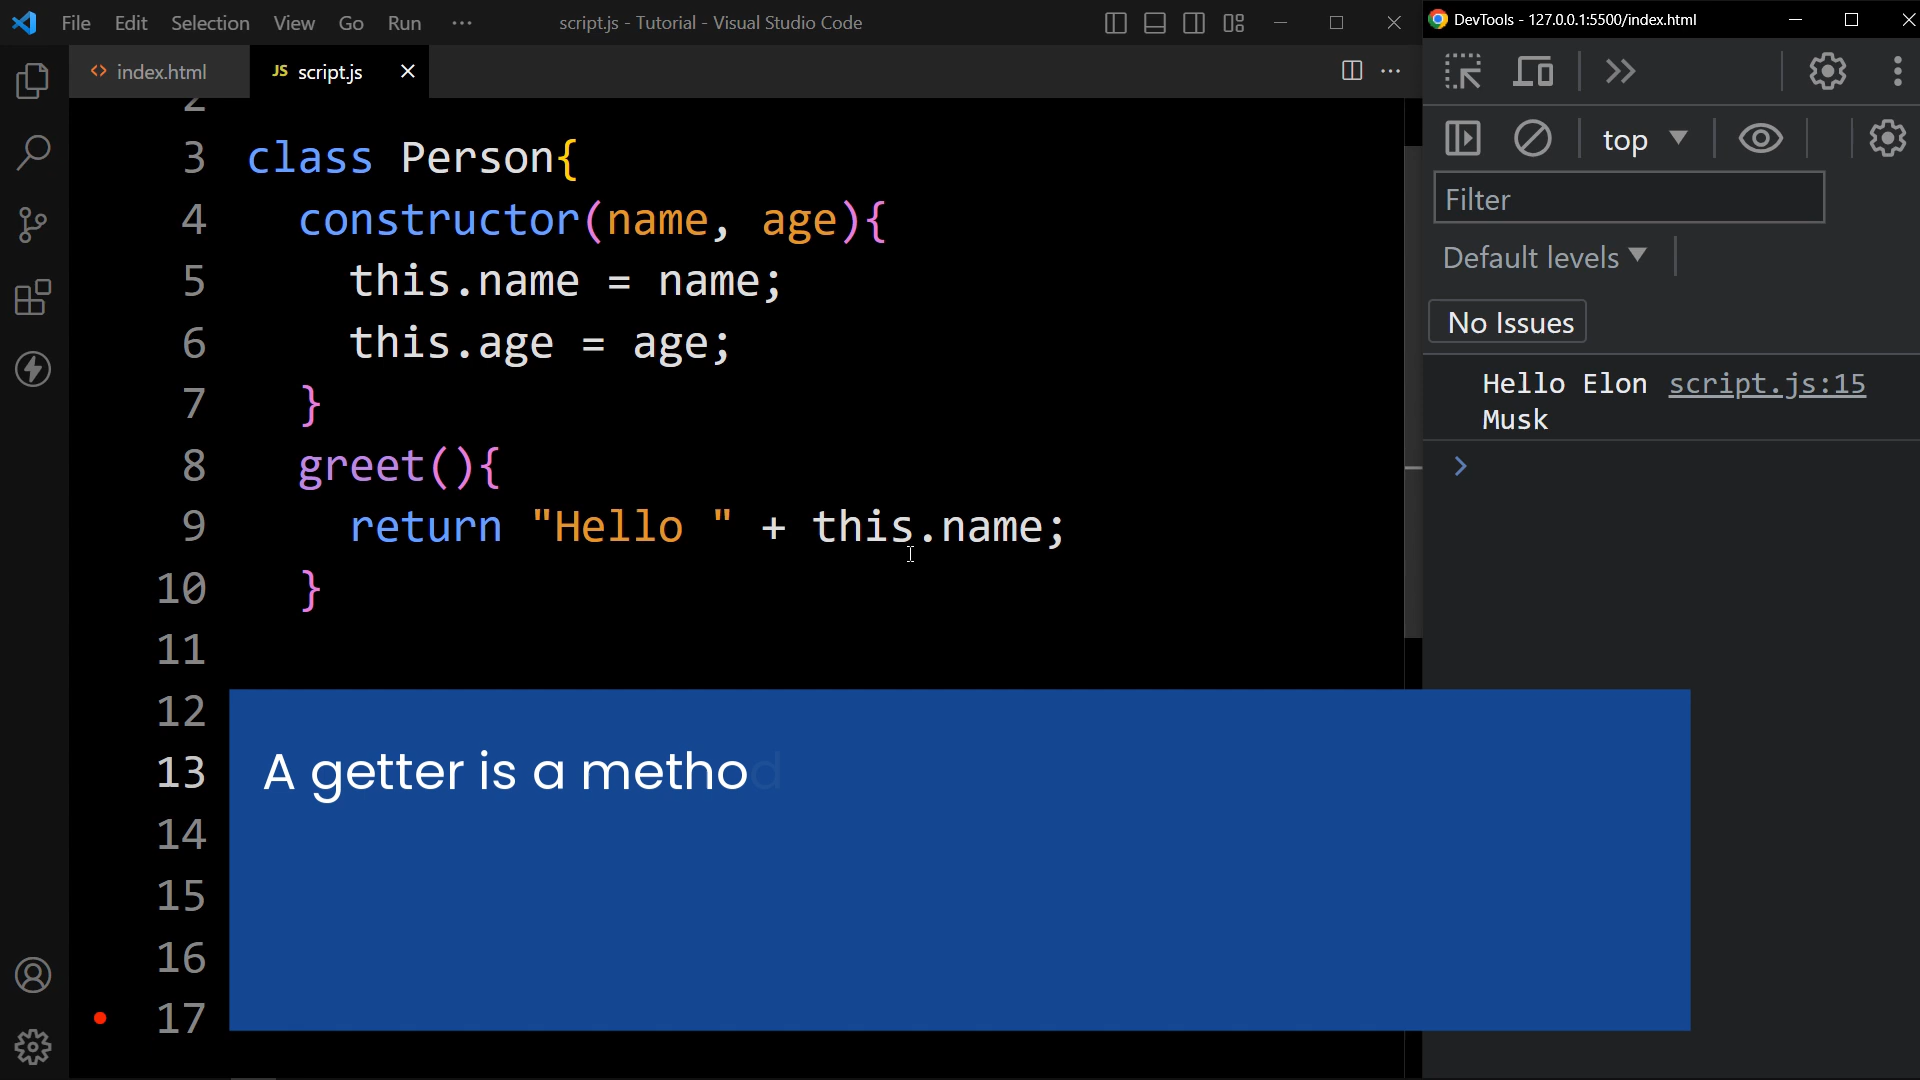 File Edit Selection View Go Run ··· script.js - Tutorial - Visual Studio Code
DevTools - 127.0.0.1:5500/index.html
<> index.html JS script.js
top
Filter
Default levels
No Issues
Hello Elon script.js:15
Musk
2
3 class Person{
4 constructor(name, age){
5 this.name = name;
6 this.age = age;
7 }
8 greet(){
9 return "Hello " + this.name;
10 }
11
12
13
14
15
16
17
A getter is a method